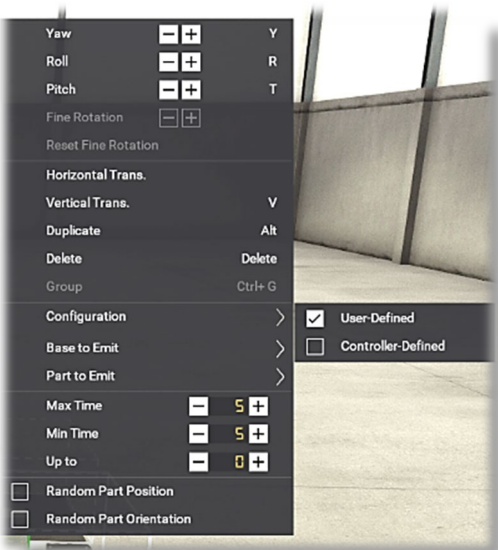 Yaw - + Y
Roll - + R
Pitch - + T
Fine Rotation - +
Reset Fine Rotation
Horizontal Trans.
Vertical Trans. V
Duplicate Alt
Delete Delete
Group Ctrl+ G
Configuration >
User-Defined
Controller-Defined
Base to Emit >
Part to Emit >
Max Time - 5 +
Min Time - 5 +
Up to - 0 +
Random Part Position
Random Part Orientation